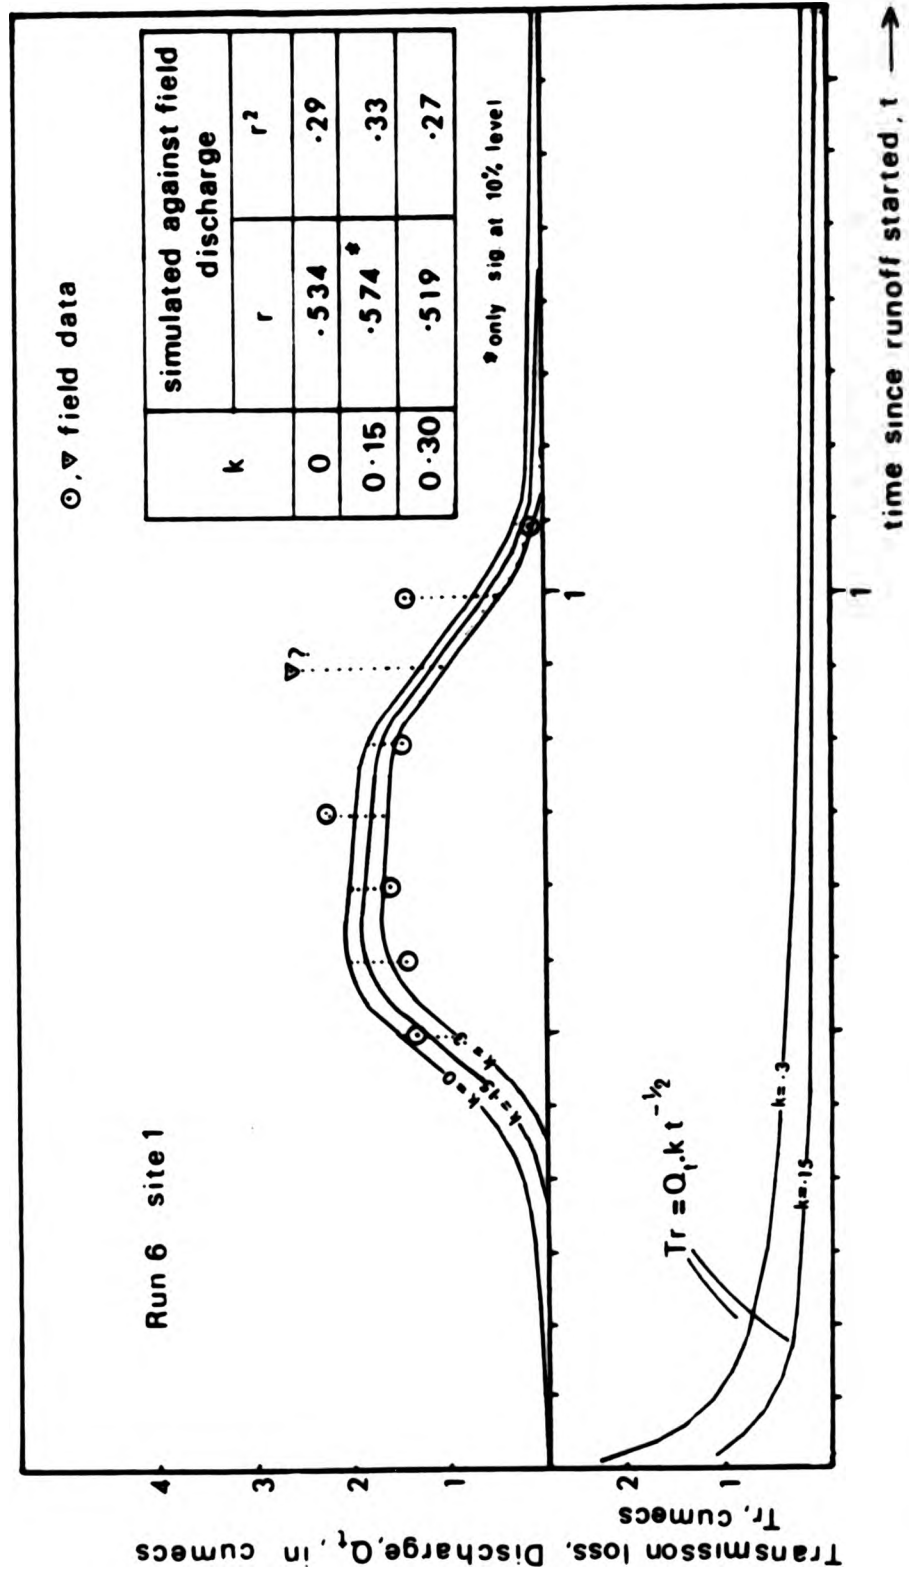 Run 6 site 1
⊙, ▽ field data
simulated against field
discharge
k r r²
0 ·534 ·29
0·15 ·574* ·33
0·30 ·519 ·27
*only sig. at 10% level
▽?
k=0
k=·15
k=·3
4
3
2
1
1
Discharge, Qt, in cumecs
Tr = Qt.k t^-½
k=·3
k=·15
2
1
1
Transmisson loss,
Tr, cumecs
time since runoff started, t →